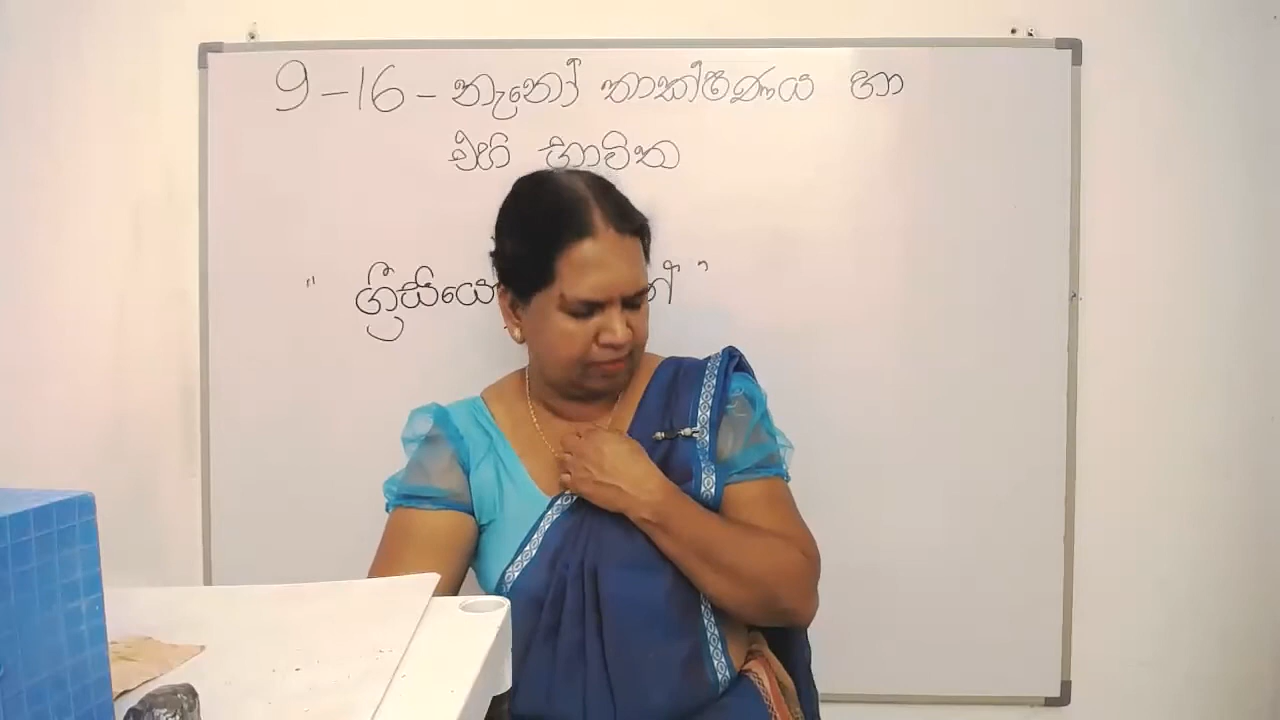 9-16 - නැනෝ තාක්ෂණය හා
එහි භාවිත
" ග්‍රීසියෙ "